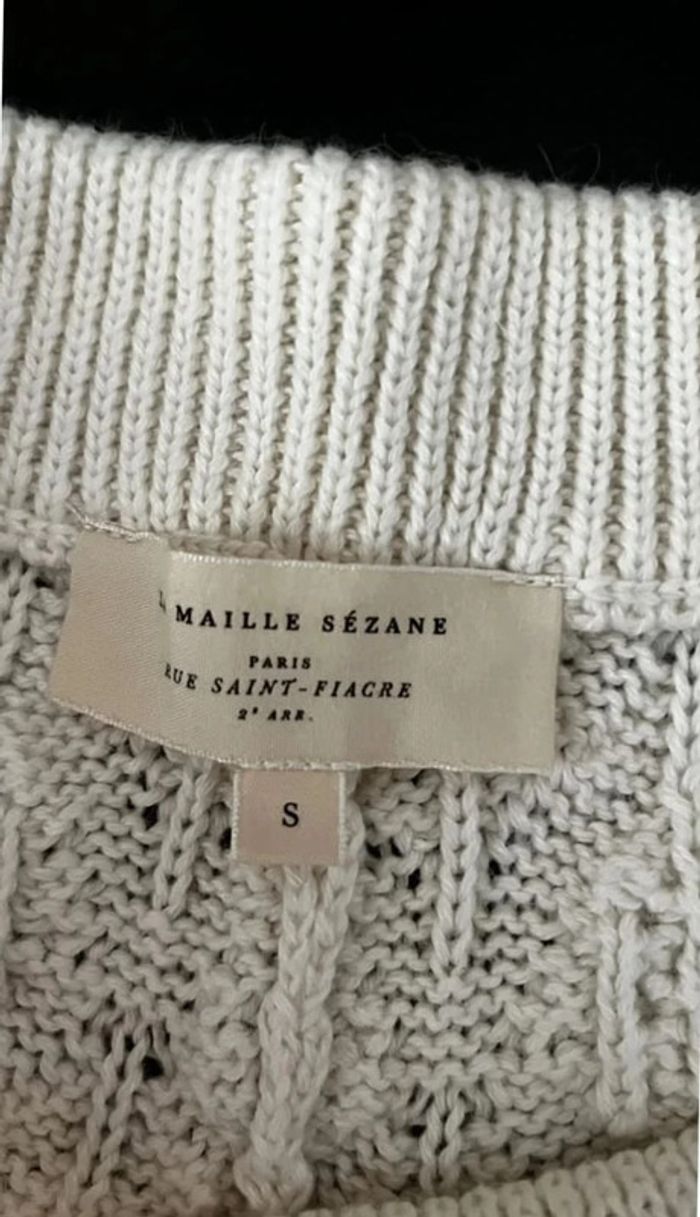 MAILLE SÉZANE
PARIS
RUE SAINT-FIACRE
2ᵉ ARR.
S